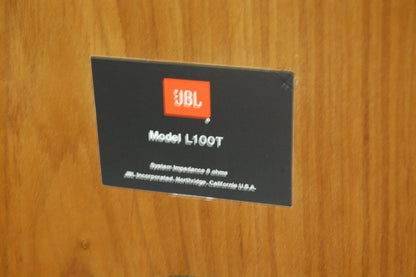 JBL
Model L100T
System Impedance 8 ohms
JBL Incorporated, Northridge, California U.S.A.